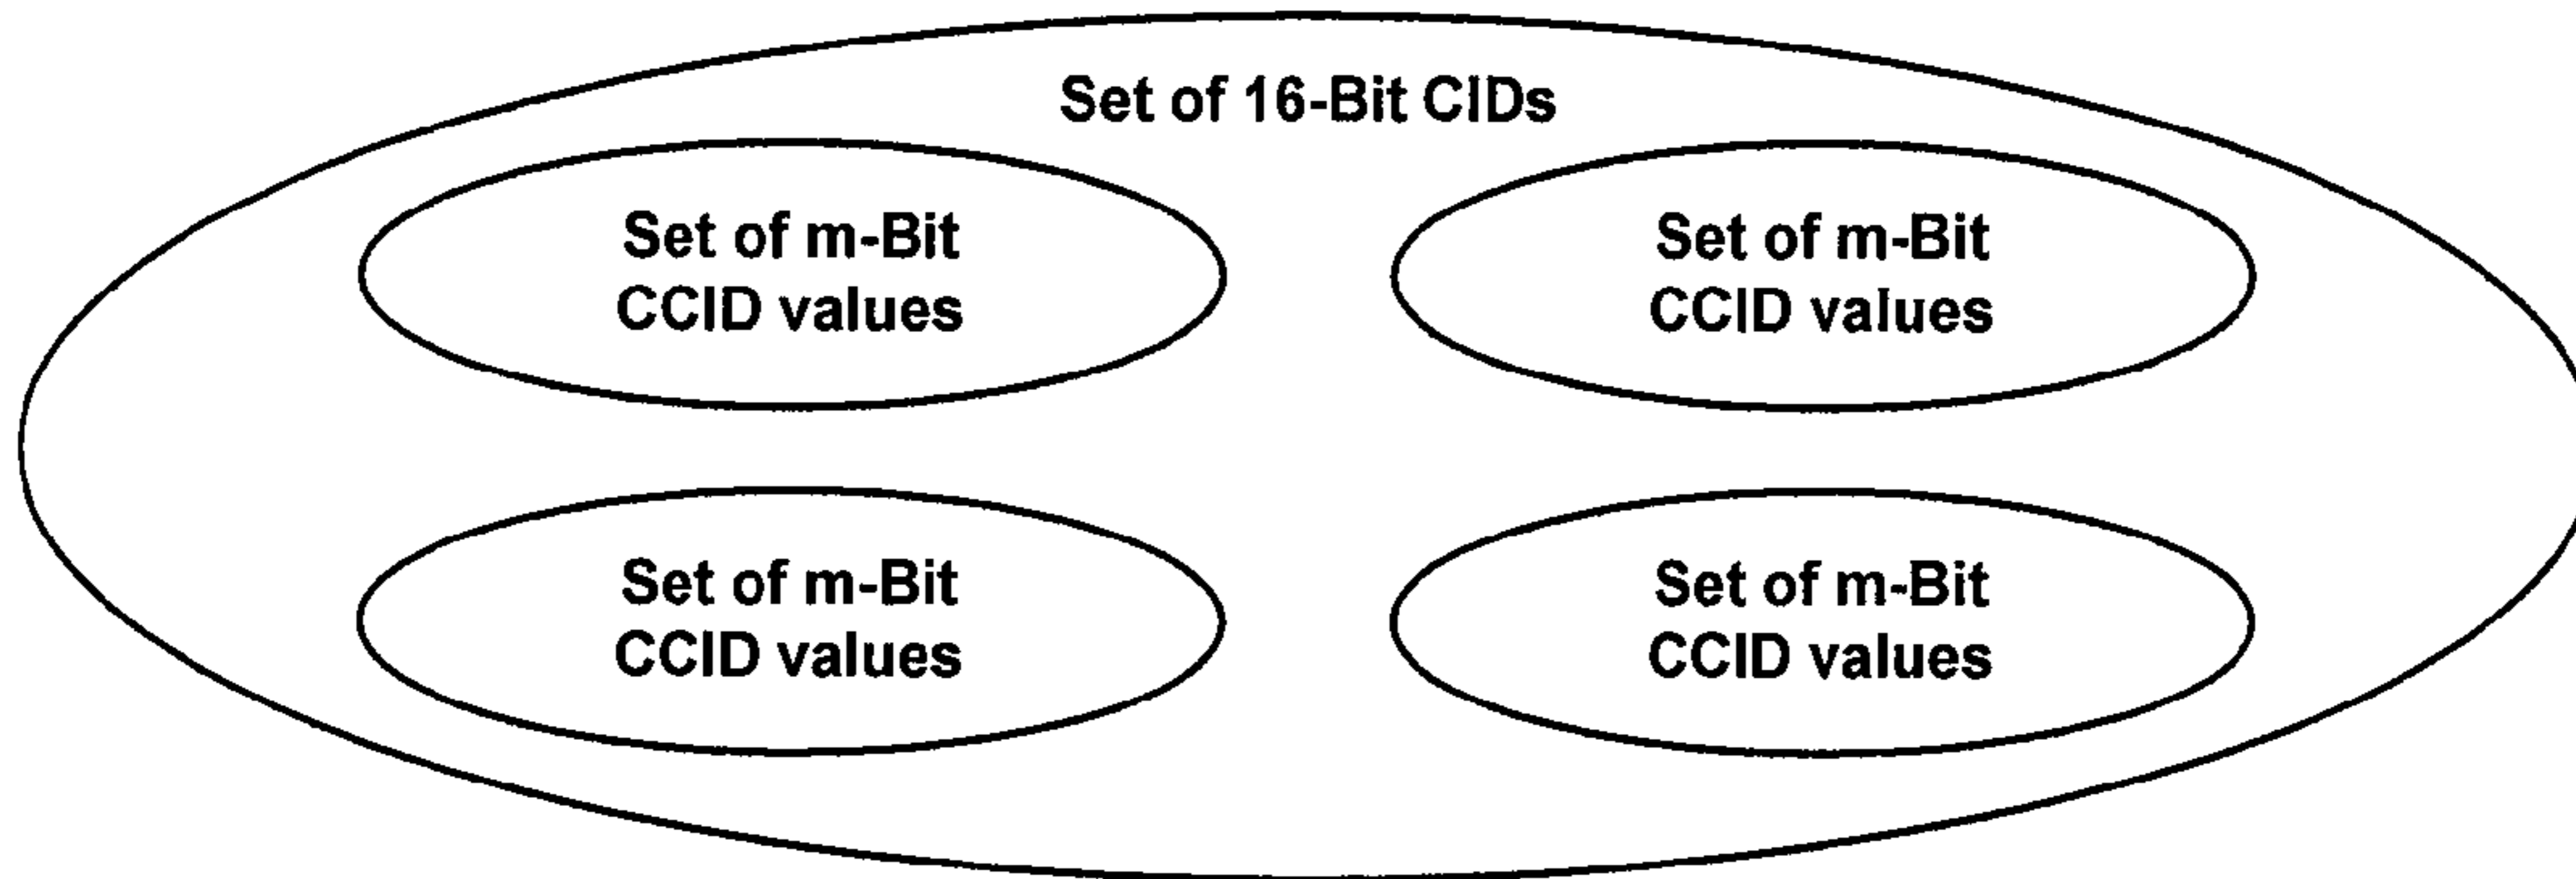 Set of 16-Bit CIDs
Set of m-Bit
CCID values
Set of m-Bit
CCID values
Set of m-Bit
CCID values
Set of m-Bit
CCID values